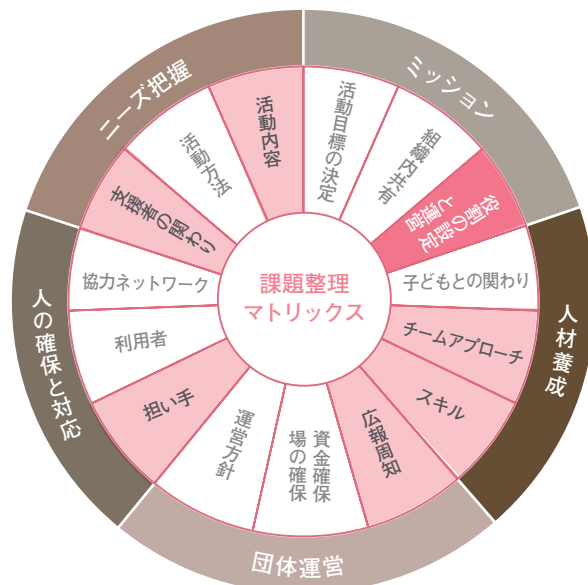 ミッション
活動目標の決定
組織内共有
役割の設定
と運営
人材養成
子どもとの関わり
チームアプローチ
スキル
団体運営
広報周知
資金確保
場の確保
運営方針
人の確保と対応
担い手
利用者
協力ネットワーク
ニーズ把握
支援者の関わり
活動方法
活動内容
課題整理
マトリックス